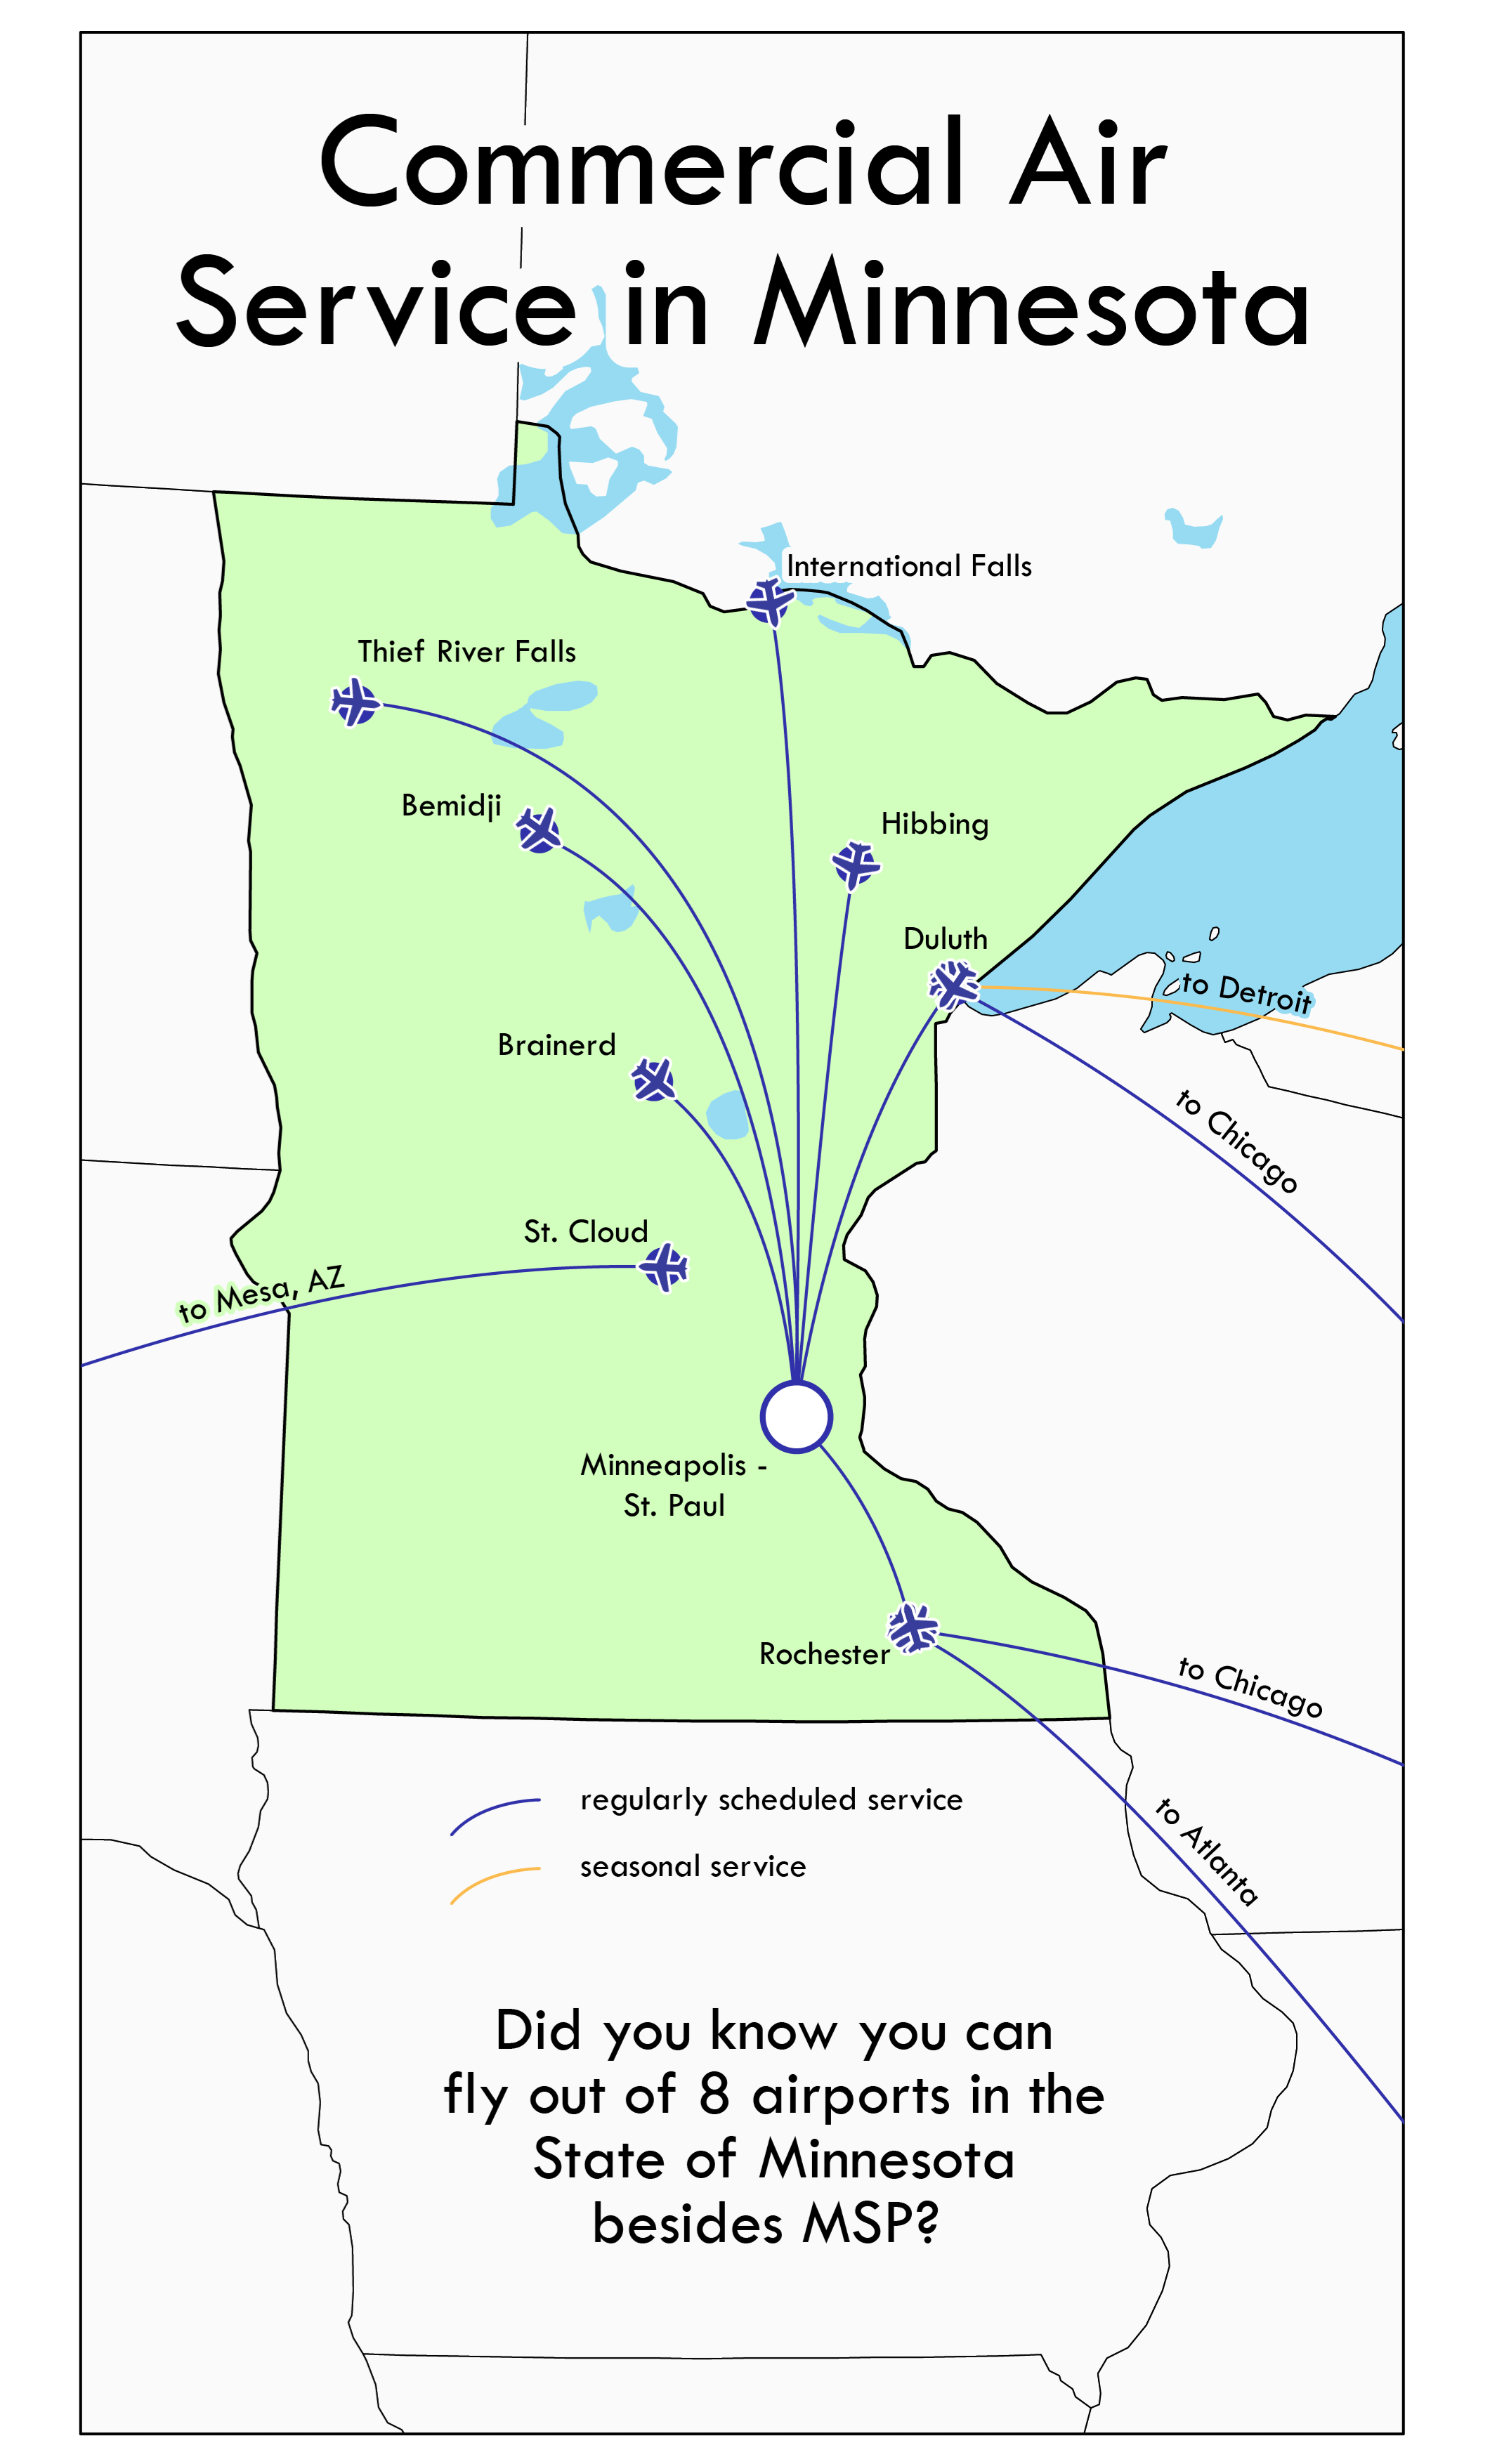 Commercial Air
Service in Minnesota
International Falls
Thief River Falls
Bemidji
Hibbing
Duluth
to Detroit
Brainerd
to Chicago
St. Cloud
to Mesa, AZ
Minneapolis -
St. Paul
Rochester
to Chicago
regularly scheduled service
to Atlanta
seasonal service
Did you know you can
fly out of 8 airports in the
State of Minnesota
besides MSP?